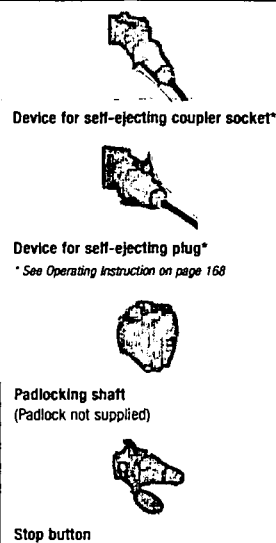 Device for self-ejecting coupler socket*
Device for self-ejecting plug*
* See Operating Instruction on page 168
Padlocking shaft
(Padlock not supplied)
Stop button